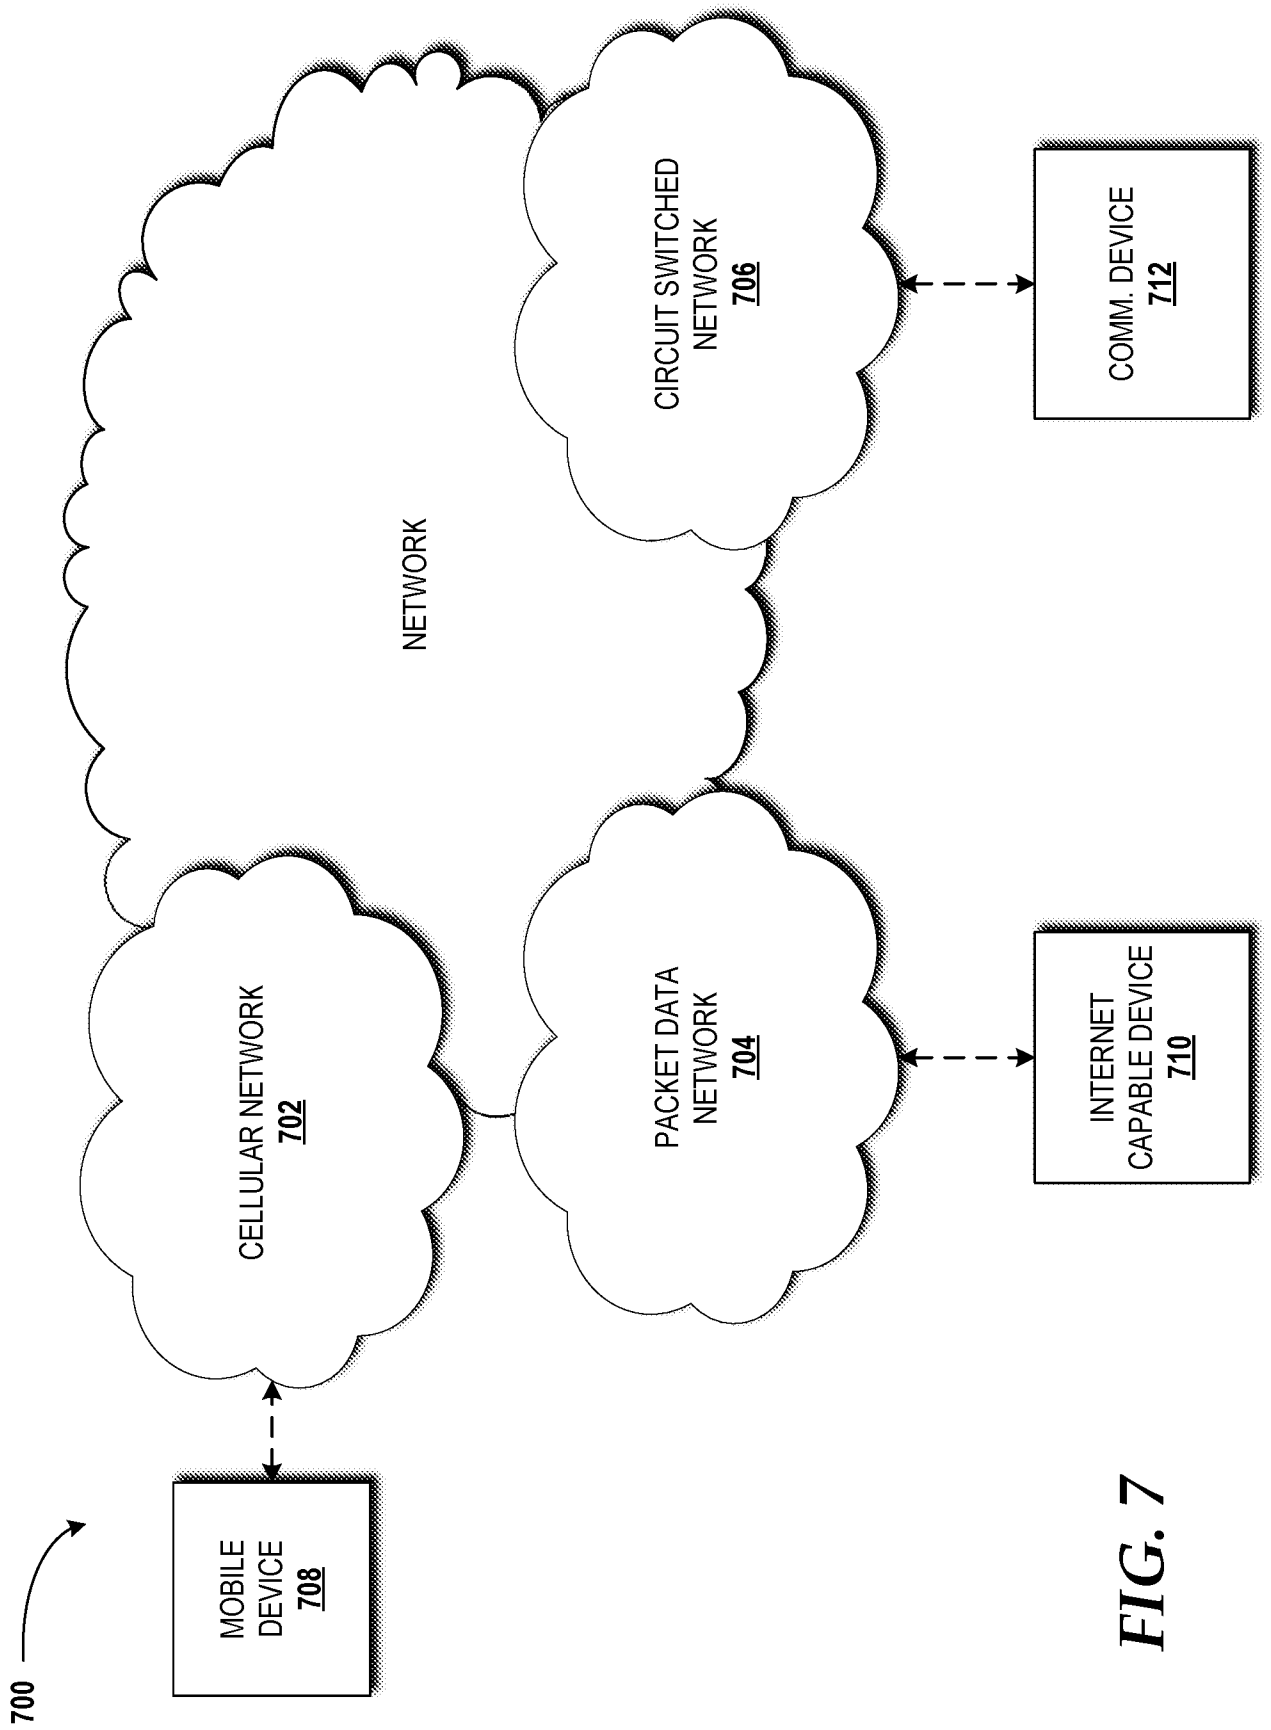 700
MOBILE
DEVICE
708
CELLULAR NETWORK
702
NETWORK
PACKET DATA
NETWORK
704
CIRCUIT SWITCHED
NETWORK
706
INTERNET
CAPABLE DEVICE
710
COMM. DEVICE
712
FIG. 7